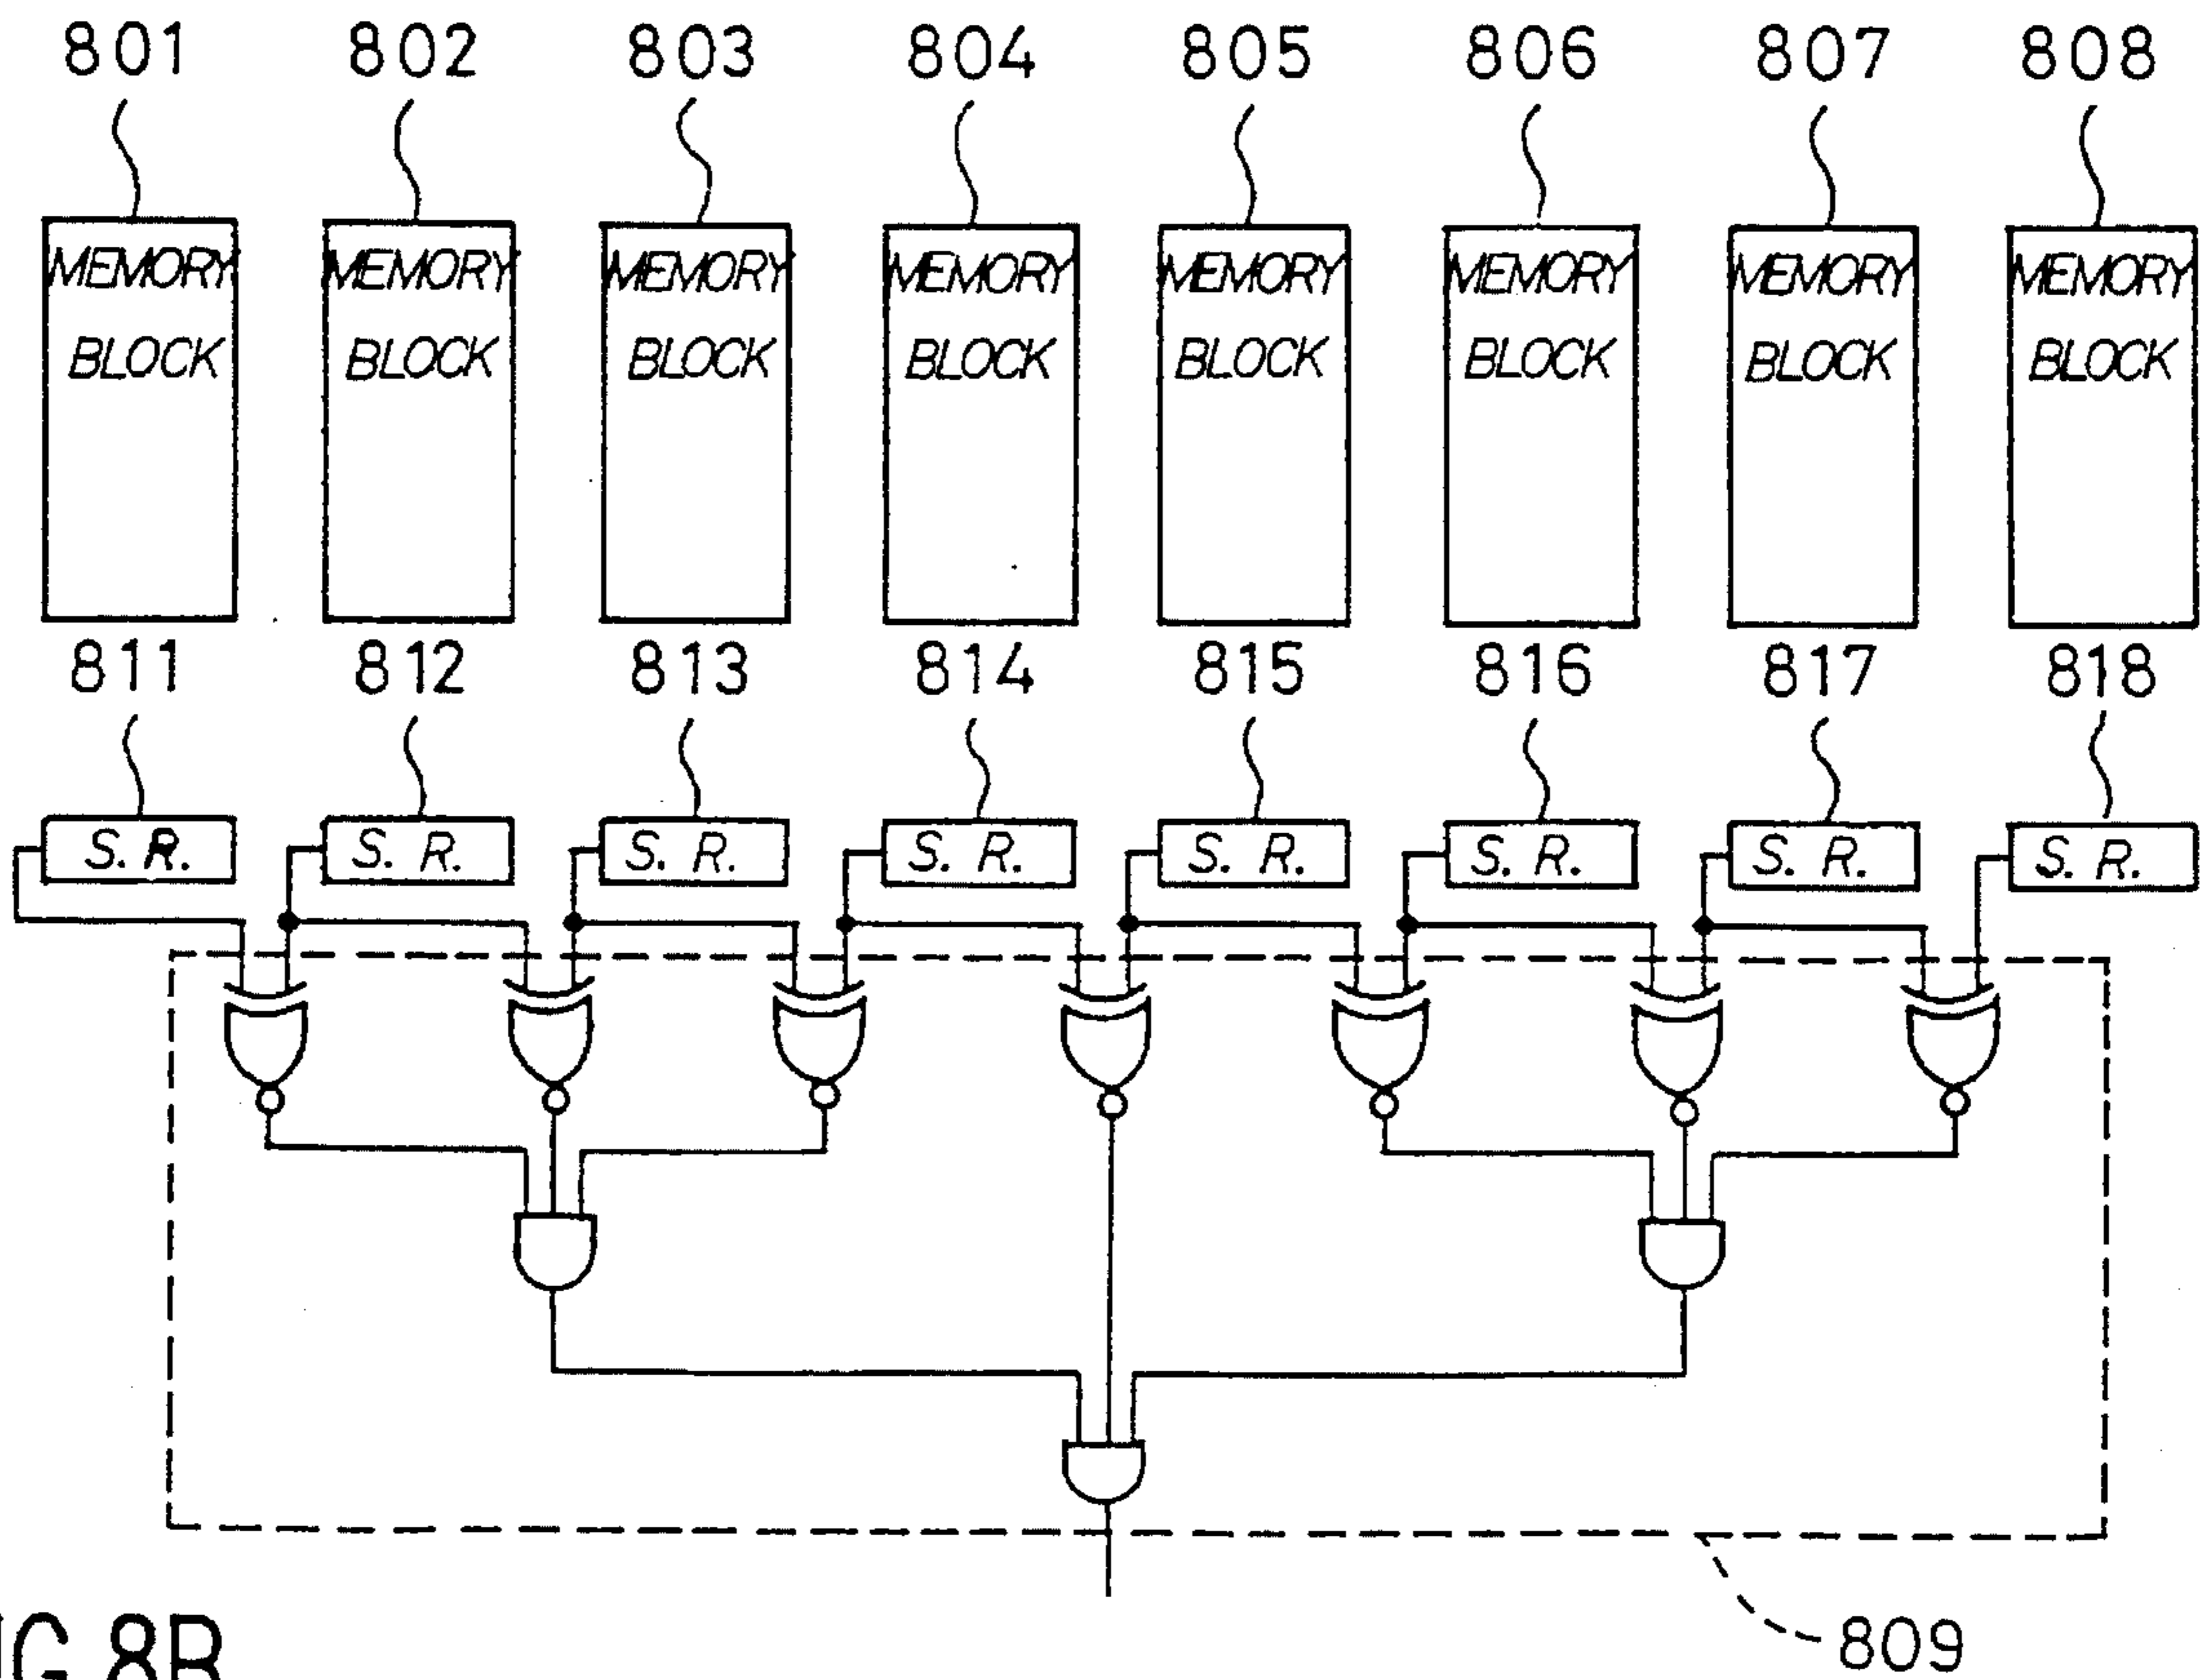 801 802 803 804 805 806 807 808
MEMORY MEMORY MEMORY MEMORY MEMORY MEMORY MEMORY MEMORY
BLOCK BLOCK BLOCK BLOCK BLOCK BLOCK BLOCK BLOCK
811 812 813 814 815 816 817 818
S. R. S. R. S. R. S. R. S. R. S. R. S. R. S. R.
809
G 8B